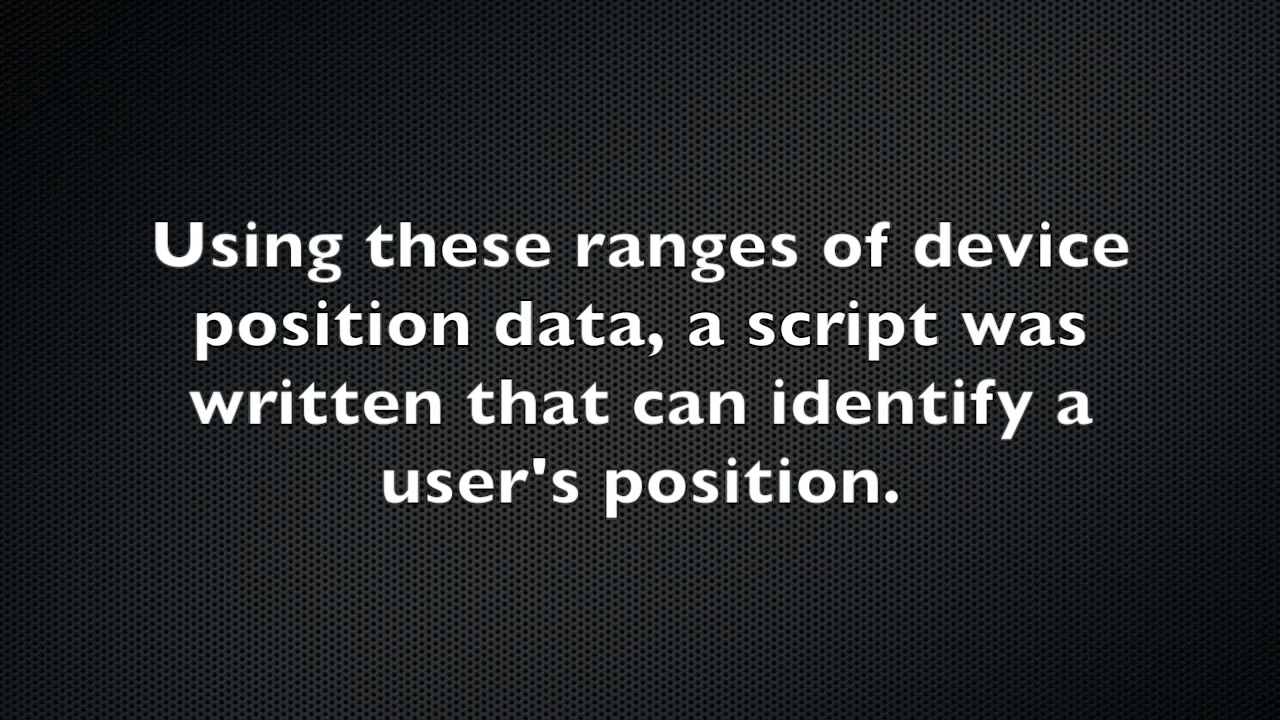 Using these ranges of device
position data, a script was
written that can identify a
user's position.